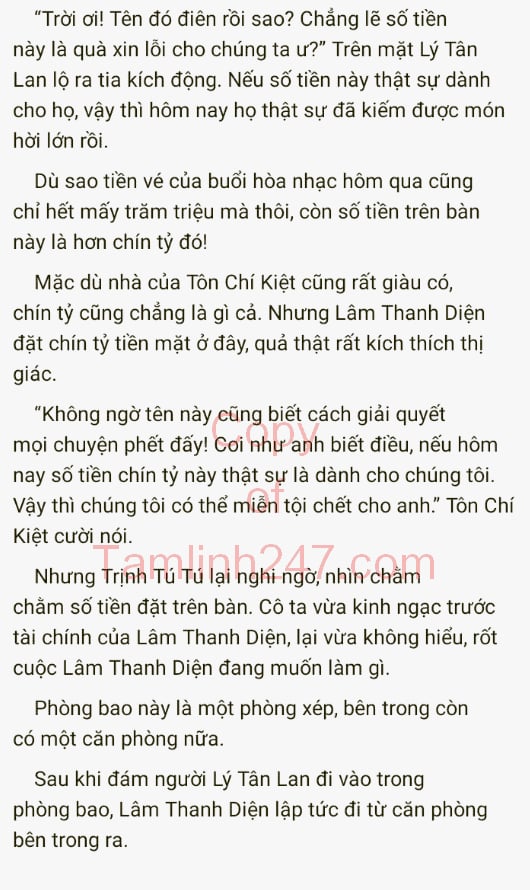 “Trời ơi! Tên đó điên rồi sao? Chẳng lẽ số tiền
này là quà xin lỗi cho chúng ta ư?” Trên mặt Lý Tân
Lan lộ ra tia kích động. Nếu số tiền này thật sự dành
cho họ, vậy thì hôm nay họ thật sự đã kiếm được món
hời lớn rồi.
Dù sao tiền vé của buổi hòa nhạc hôm qua cũng
chỉ hết mấy trăm triệu mà thôi, còn số tiền trên bàn
này là hơn chín tỷ đó!
Mặc dù nhà của Tôn Chí Kiệt cũng rất giàu có,
chín tỷ cũng chẳng là gì cả. Nhưng Lâm Thanh Diện
đặt chín tỷ tiền mặt ở đây, quả thật rất kích thích thị
giác.
“Không ngờ tên này cũng biết cách giải quyết
mọi chuyện phết đấy! Coi như anh biết điều, nếu hôm
nay số tiền chín tỷ này thật sự là dành cho chúng tôi.
Vậy thì chúng tôi có thể miễn tội chết cho anh.” Tôn Chí
Kiệt cười nói.
Nhưng Trịnh Tú Tú lại nghi ngờ, nhìn chằm
chằm số tiền đặt trên bàn. Cô ta vừa kinh ngạc trước
tài chính của Lâm Thanh Diện, lại vừa không hiểu, rốt
cuộc Lâm Thanh Diện đang muốn làm gì.
Phòng bao này là một phòng xép, bên trong còn
có một căn phòng nữa.
Sau khi đám người Lý Tân Lan đi vào trong
phòng bao, Lâm Thanh Diện lập tức đi từ căn phòng
bên trong ra.
Copy
of
Tamlinh247.com